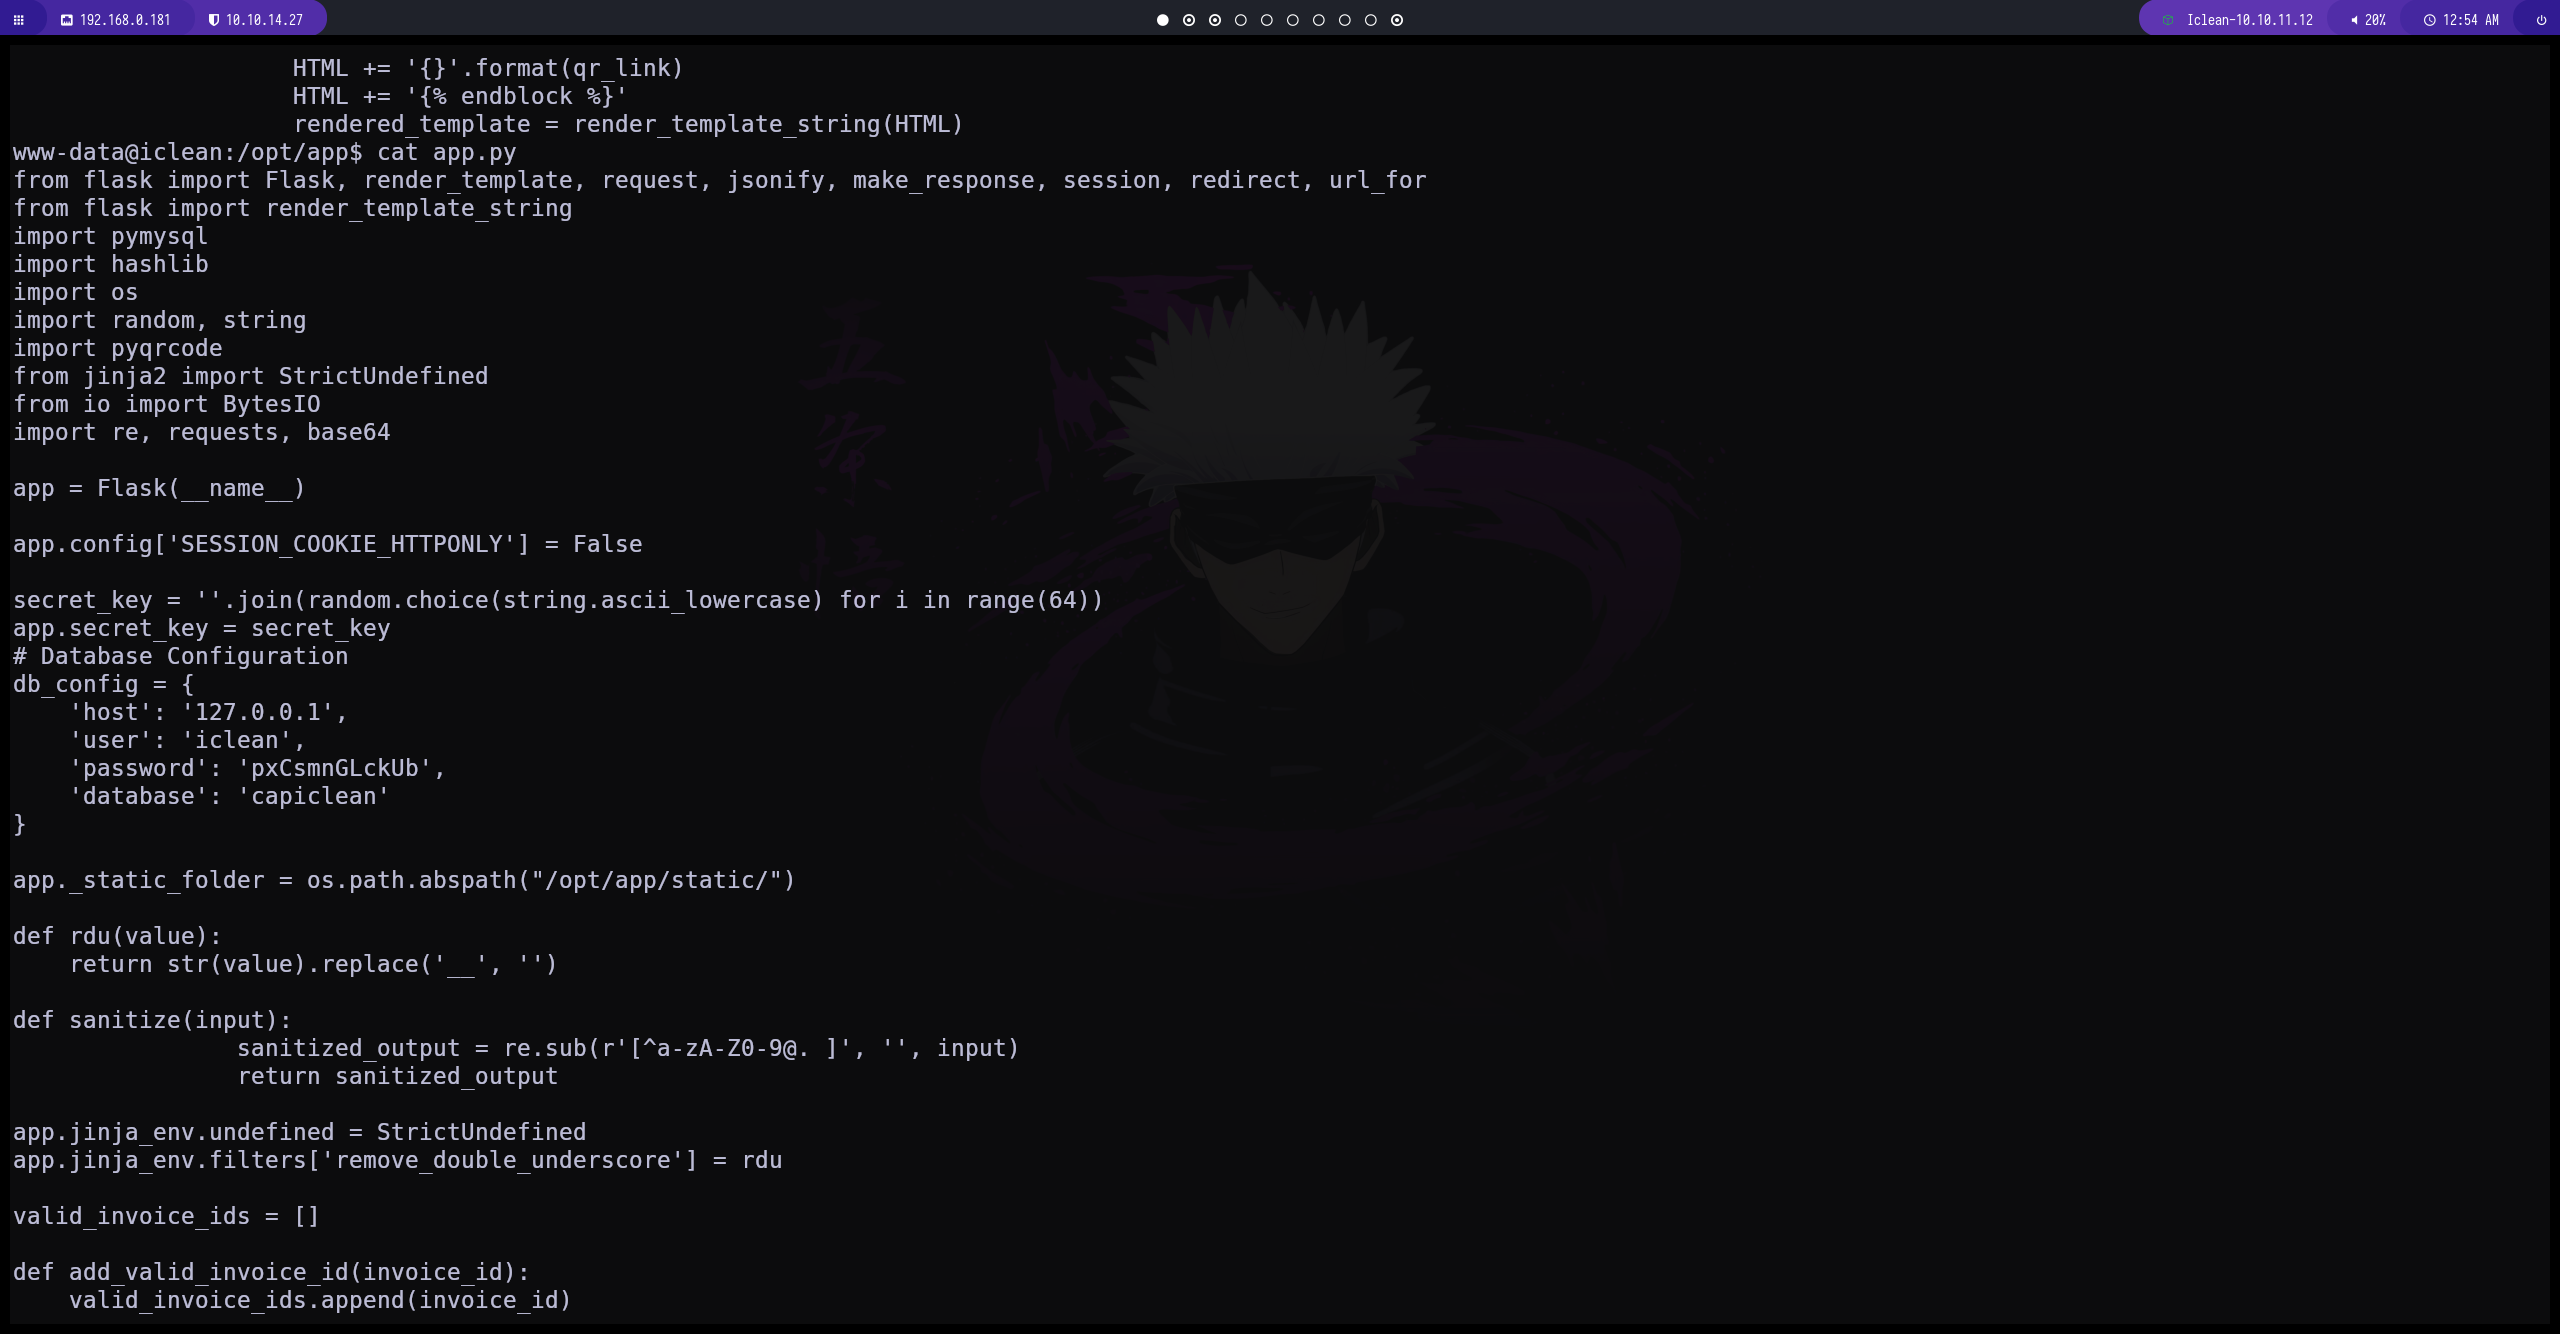 192.168.0.181 10.10.14.27 Iclean-10.10.11.12 20% 12:54 AM
                    HTML += '{}'.format(qr_link)
                    HTML += '{% endblock %}'
                    rendered_template = render_template_string(HTML)
www-data@iclean:/opt/app$ cat app.py
from flask import Flask, render_template, request, jsonify, make_response, session, redirect, url_for
from flask import render_template_string
import pymysql
import hashlib
import os
import random, string
import pyqrcode
from jinja2 import StrictUndefined
from io import BytesIO
import re, requests, base64

app = Flask(__name__)

app.config['SESSION_COOKIE_HTTPONLY'] = False

secret_key = ''.join(random.choice(string.ascii_lowercase) for i in range(64))
app.secret_key = secret_key
# Database Configuration
db_config = {
    'host': '127.0.0.1',
    'user': 'iclean',
    'password': 'pxCsmnGLckUb',
    'database': 'capiclean'
}

app._static_folder = os.path.abspath("/opt/app/static/")

def rdu(value):
    return str(value).replace('__', '')

def sanitize(input):
                sanitized_output = re.sub(r'[^a-zA-Z0-9@. ]', '', input)
                return sanitized_output

app.jinja_env.undefined = StrictUndefined
app.jinja_env.filters['remove_double_underscore'] = rdu

valid_invoice_ids = []

def add_valid_invoice_id(invoice_id):
    valid_invoice_ids.append(invoice_id)
五
条
悟